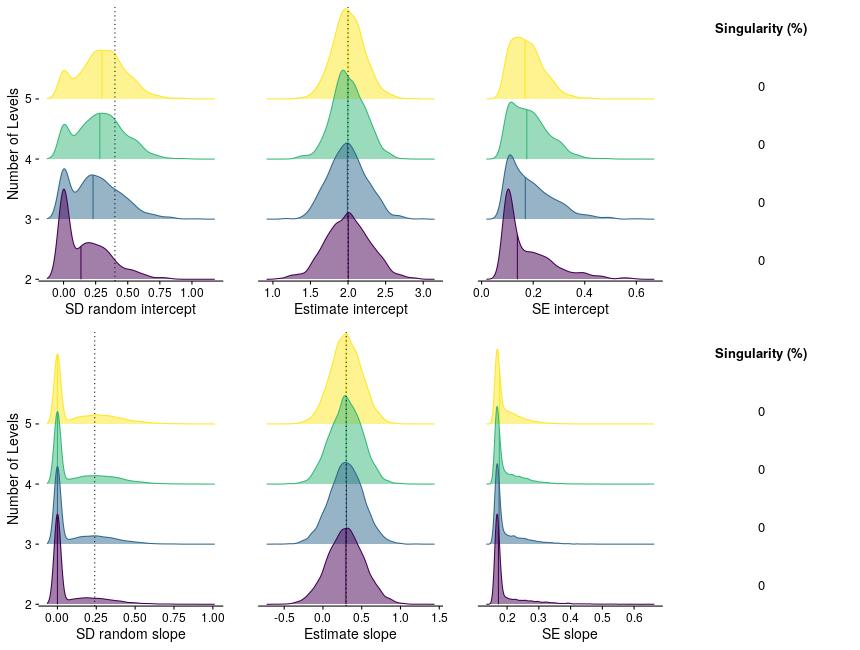 Singularity (%)
Number of Levels
5
4
3
2
0
0
0
0
0.00 0.25 0.50 0.75 1.00
1.0 1.5 2.0 2.5 3.0
0.0 0.2 0.4 0.6
SD random intercept
Estimate intercept
SE intercept
Singularity (%)
Number of Levels
5
4
3
2
0
0
0
0
0.00 0.25 0.50 0.75 1.00
-0.5 0.0 0.5 1.0 1.5
0.2 0.3 0.4 0.5 0.6
SD random slope
Estimate slope
SE slope